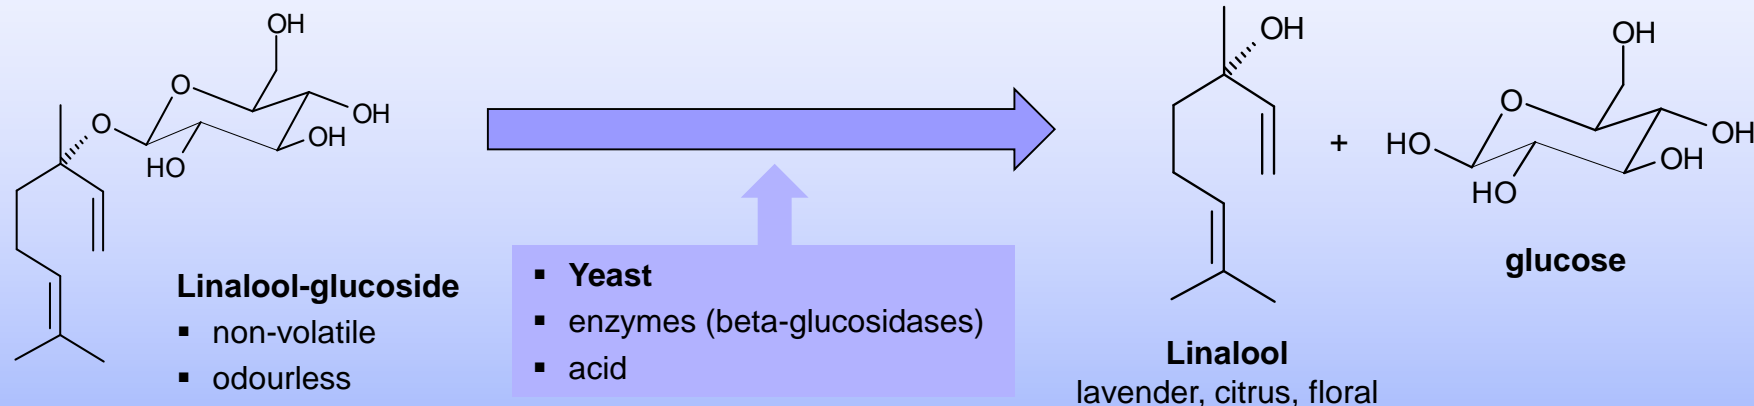 OH
O
OH
O
OH
HO
Linalool-glucoside
▪ non-volatile
▪ odourless
▪ Yeast
▪ enzymes (beta-glucosidases)
▪ acid
OH
Linalool
lavender, citrus, floral
+
OH
O
HO
OH
OH
HO
glucose